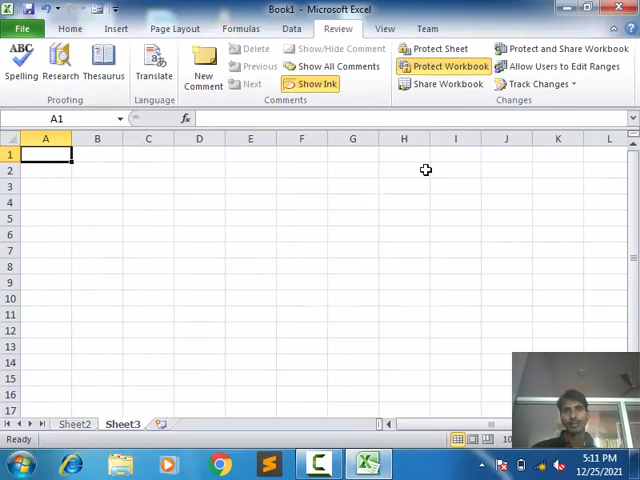 Book1 - Microsoft Excel
File Home Insert Page Layout Formulas Data Review View Team
ABC Spelling Research Thesaurus
Proofing
Translate
Language
New Comment Delete Previous Next Show/Hide Comment Show All Comments Show Ink
Comments
Protect Sheet Protect Workbook Share Workbook Protect and Share Workbook Allow Users to Edit Ranges Track Changes
Changes
A1 fx
A B C D E F G H I J K L
1
2
3
4
5
6
7
8
9
10
11
12
13
14
15
16
17
Sheet2 Sheet3
Ready 10
5:11 PM
12/25/2021